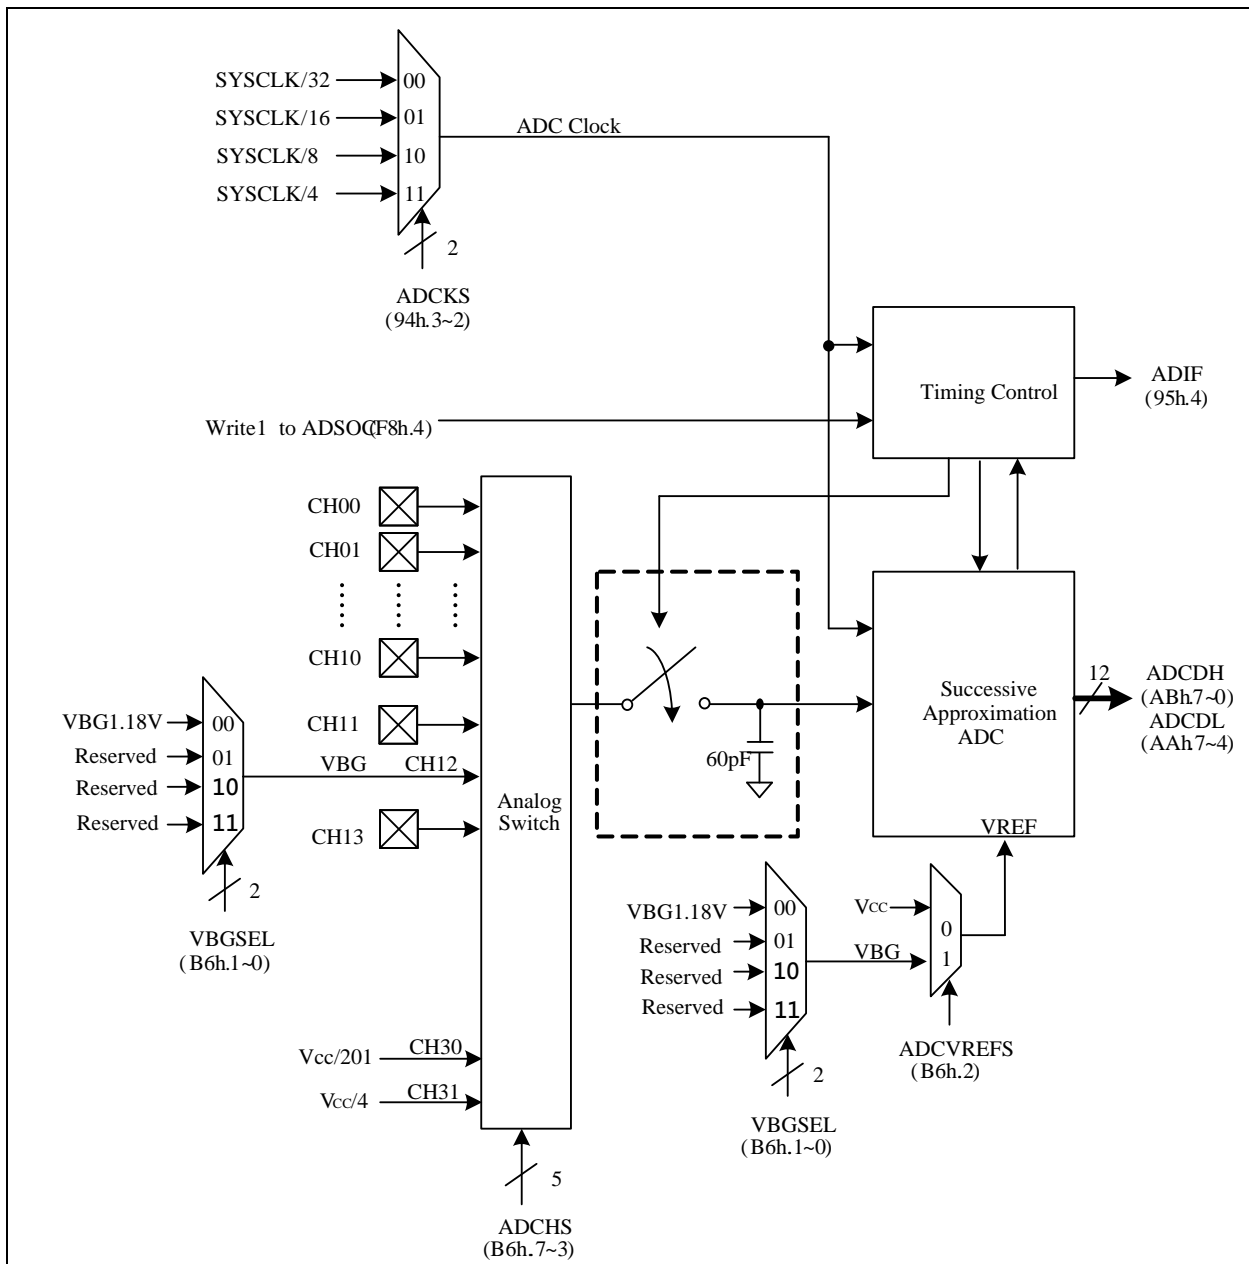 SYSCLK/32
00
SYSCLK/16
01
ADC Clock
SYSCLK/8
10
SYSCLK/4
11
2
ADCKS
(94h.3~2)
Timing Control
ADIF
(95h.4)
Write1 to ADSOC(F8h.4)
CH00
CH01
CH10
CH11
VBG1.18V
00
Reserved
01
Reserved
10
Reserved
11
VBG
CH12
CH13
2
VBGSEL
(B6h.1~0)
Analog
Switch
60pF
Successive
Approximation
ADC
12
ADCDH
(ABh.7~0)
ADCDL
(AAh.7~4)
VREF
VBG1.18V
00
Reserved
01
Reserved
10
Reserved
11
VCC
0
VBG
1
ADCVREFS
(B6h.2)
2
VBGSEL
(B6h.1~0)
Vcc/201
CH30
VCC/4
CH31
5
ADCHS
(B6h.7~3)